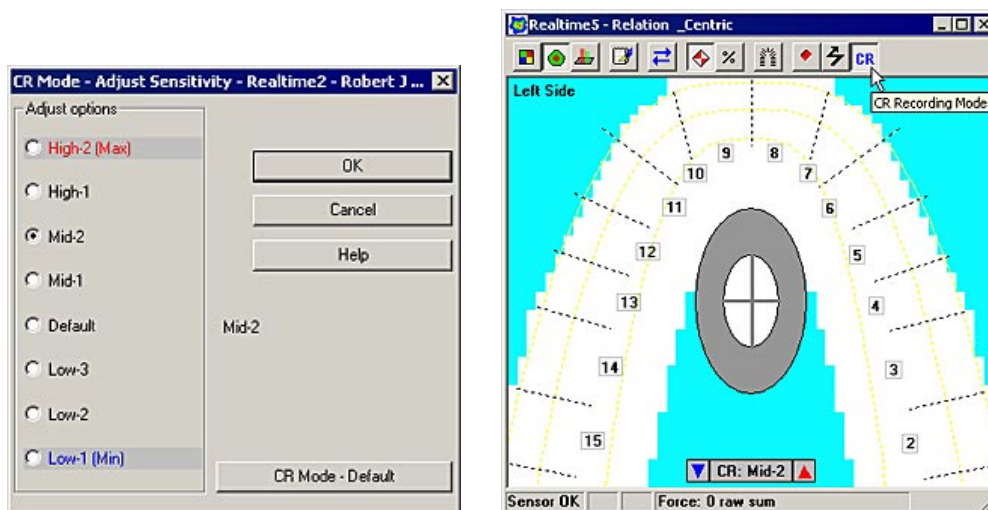 CR Mode - Adjust Sensitivity - Realtime2 - Robert J ...
Adjust options
High-2 (Max)
High-1
Mid-2
Mid-1
Default
Low-3
Low-2
Low-1 (Min)
OK
Cancel
Help
Mid-2
CR Mode - Default
Realtime5 - Relation _Centric
%
CR
CR Recording Mode
Left Side
9 8
10 7
11 6
12 5
13 4
14 3
15 2
CR: Mid-2
Sensor OK Force: 0 raw sum